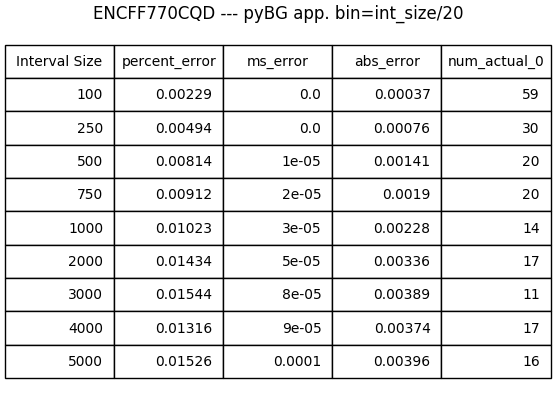 ENCFF770CQD --- pyBG app. bin=int_size/20
Interval Size percent_error ms_error abs_error num_actual_0
100 0.00229 0.0 0.00037 59
250 0.00494 0.0 0.00076 30
500 0.00814 1e-05 0.00141 20
750 0.00912 2e-05 0.0019 20
1000 0.01023 3e-05 0.00228 14
2000 0.01434 5e-05 0.00336 17
3000 0.01544 8e-05 0.00389 11
4000 0.01316 9e-05 0.00374 17
5000 0.01526 0.0001 0.00396 16